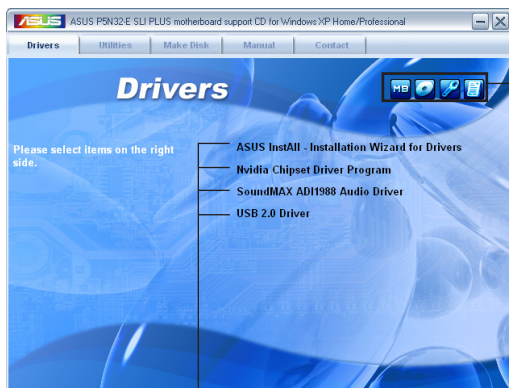 ASUS P5N32-E SLI PLUS motherboard support CD for Windows XP Home/Professional
Drivers
Utilities
Make Disk
Manual
Contact
Drivers
MB
Please select items on the right side.
ASUS InstAll - Installation Wizard for Drivers
Nvidia Chipset Driver Program
SoundMAX ADI1988 Audio Driver
USB 2.0 Driver